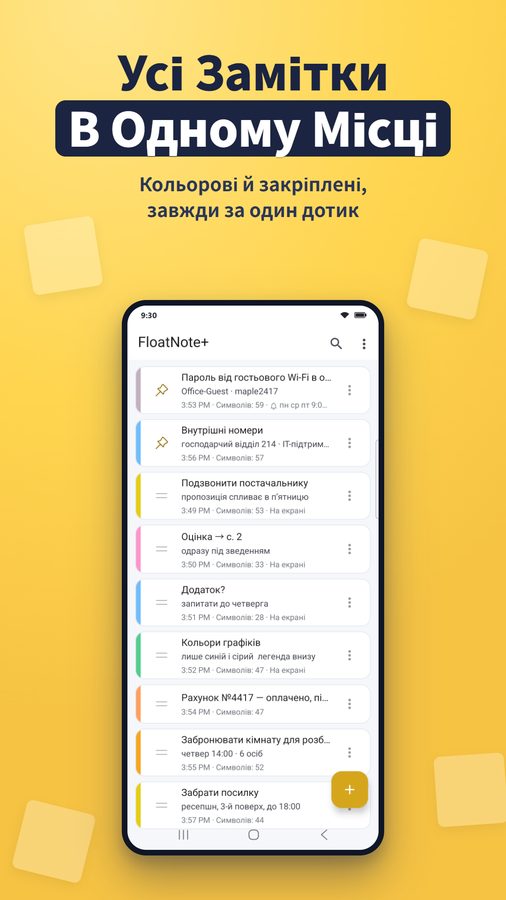 Усі Замітки
В Одному Місці
Кольорові й закріплені,
завжди за один дотик
9:30
FloatNote+
Пароль від гостьового Wi-Fi в о...
Office-Guest · maple2417
3:53 PM · Символів: 59 · пн ср пт 9:0...
Внутрішні номери
господарчий відділ 214 · ІТ-підтрим...
3:56 PM · Символів: 57
Подзвонити постачальнику
пропозиція спливає в п'ятницю
3:49 PM · Символів: 53 · На екрані
Оцінка → с. 2
одразу під зведенням
3:50 PM · Символів: 33 · На екрані
Додаток?
запитати до четверга
3:51 PM · Символів: 28 · На екрані
Кольори графіків
лише синій і сірий легенда внизу
3:52 PM · Символів: 47 · На екрані
Рахунок №4417 — оплачено, пі...
3:54 PM · Символів: 47
Забронювати кімнату для розб...
четвер 14:00 · 6 осіб
3:55 PM · Символів: 52
Забрати посилку
ресепшн, 3-й поверх, до 18:00
3:57 PM · Символів: 44